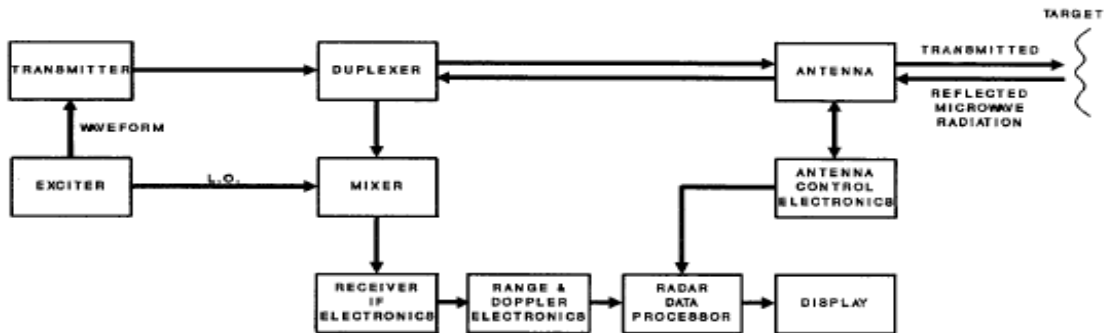 TARGET
TRANSMITTER
DUPLEXER
ANTENNA
TRANSMITTED
REFLECTED
MICROWAVE
RADIATION
WAVEFORM
EXCITER
L.O.
MIXER
ANTENNA
CONTROL
ELECTRONICS
RECEIVER
IF
ELECTRONICS
RANGE &
DOPPLER
ELECTRONICS
RADAR
DATA
PROCESSOR
DISPLAY